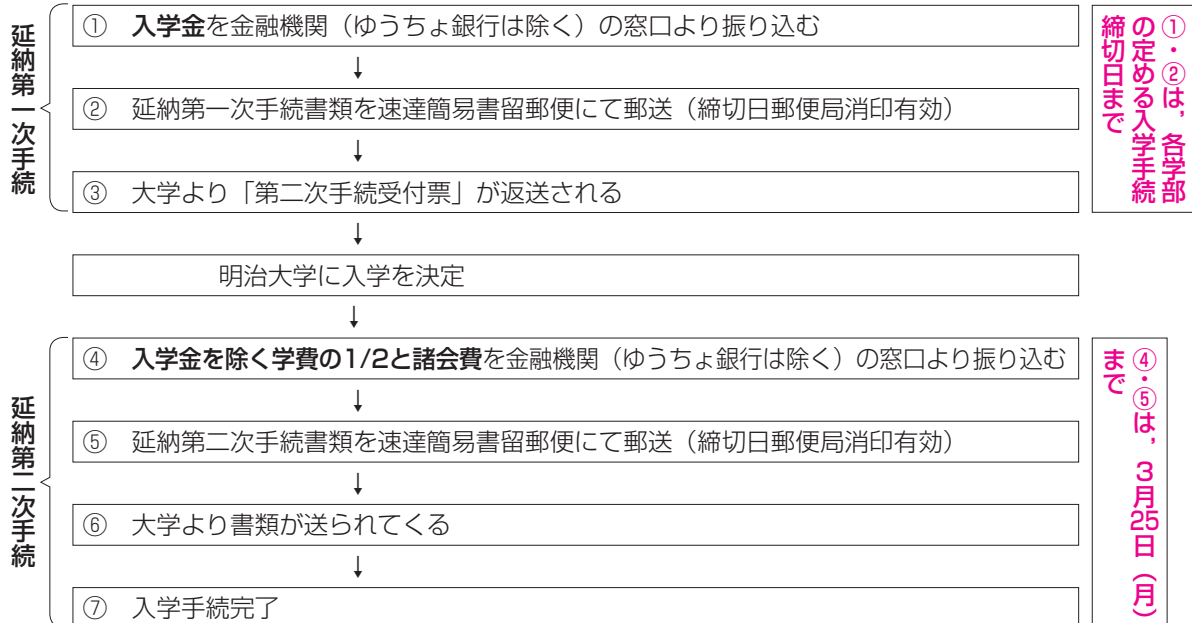 延納第一次手続
① 入学金を金融機関（ゆうちょ銀行は除く）の窓口より振り込む
↓
② 延納第一次手続書類を速達簡易書留郵便にて郵送（締切日郵便局消印有効）
↓
③ 大学より「第二次手続受付票」が返送される
①・②は，各学部
の定める入学手続
締切日まで
↓
明治大学に入学を決定
↓
延納第二次手続
④ 入学金を除く学費の1/2と諸会費を金融機関（ゆうちょ銀行は除く）の窓口より振り込む
↓
⑤ 延納第二次手続書類を速達簡易書留郵便にて郵送（締切日郵便局消印有効）
↓
⑥ 大学より書類が送られてくる
↓
⑦ 入学手続完了
④・⑤は，3月25日（月）
まで